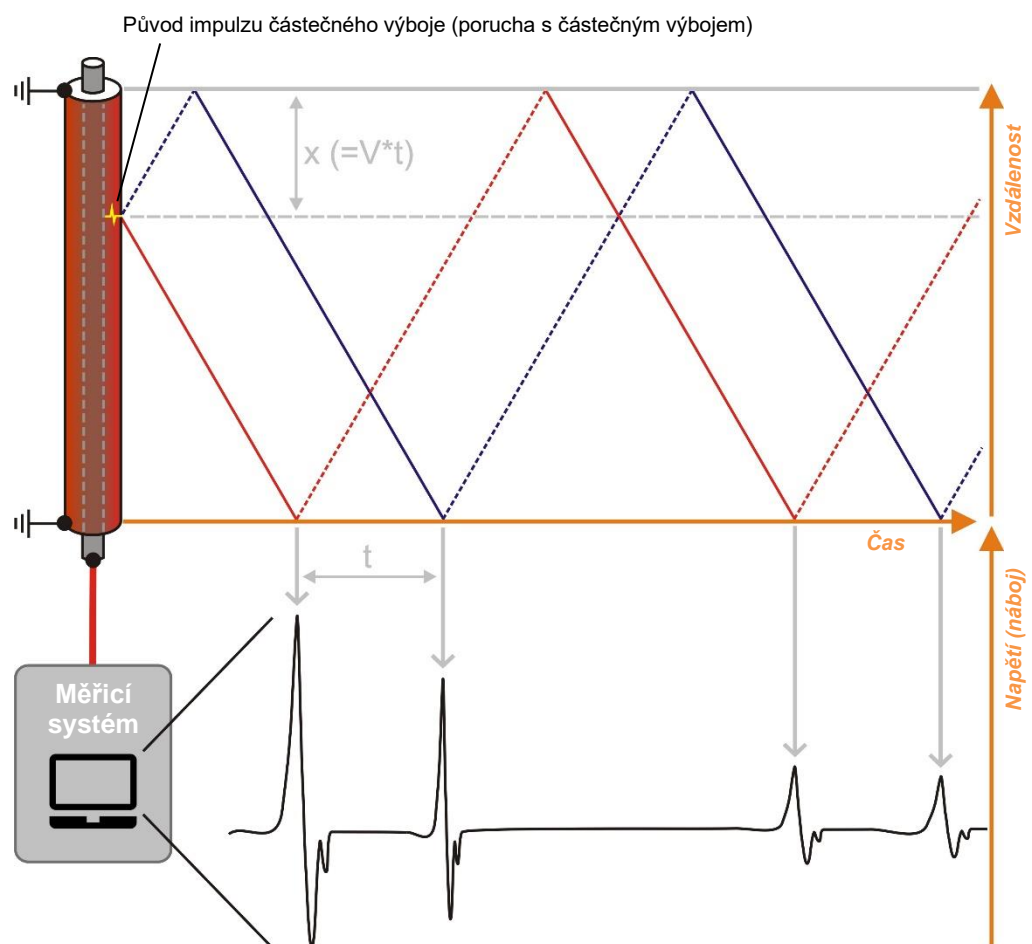 Původ impulzu částečného výboje (porucha s částečným výbojem)
x (=V*t)
Vzdálenost
Čas
t
Napětí (náboj)
Měřicí
systém